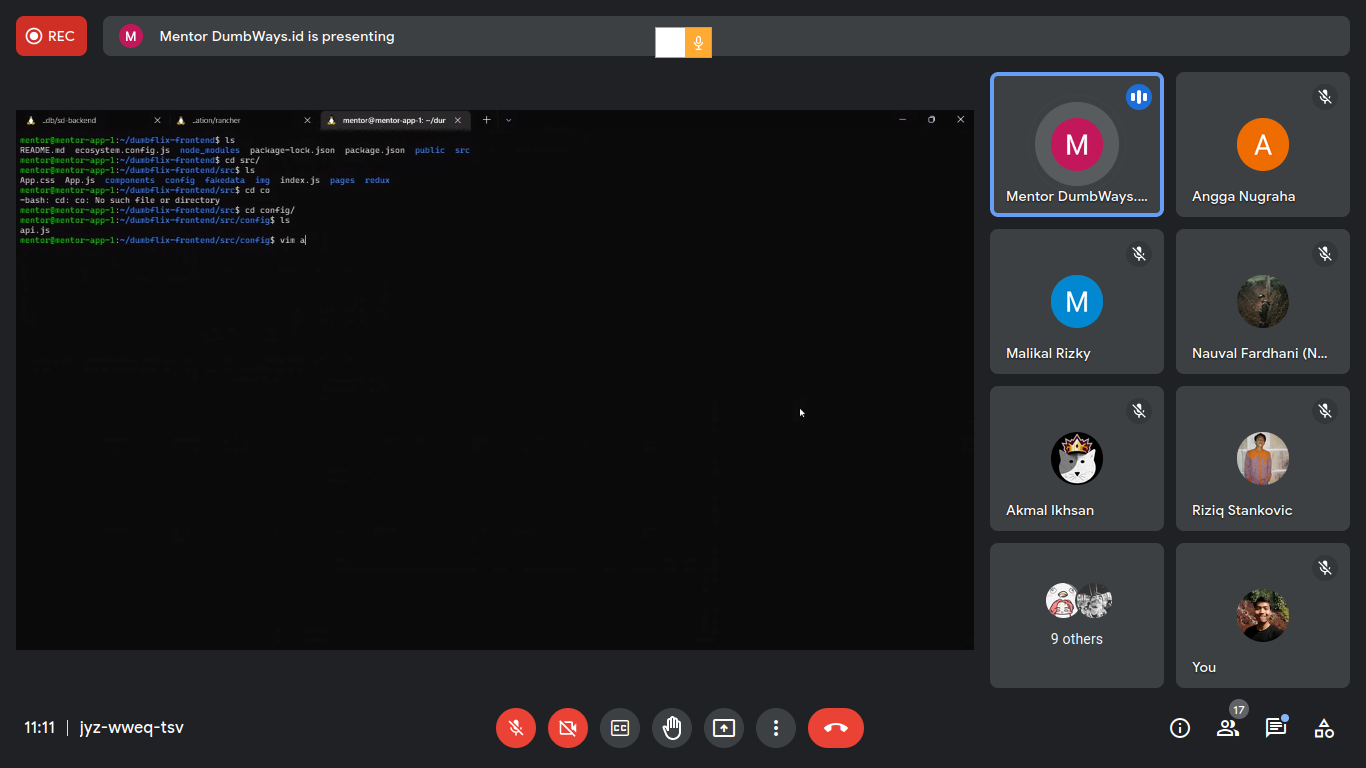 REC
M
Mentor DumbWays.id is presenting
..db/sd-backend
..ation/rancher
mentor@mentor-app-1: ~/dur
mentor@mentor-app-1:~/dumbflix-frontend$ ls
README.md ecosystem.config.js node_modules package-lock.json package.json public src
mentor@mentor-app-1:~/dumbflix-frontend$ cd src/
mentor@mentor-app-1:~/dumbflix-frontend/src$ ls
App.css App.js components config fakedata img index.js pages redux
mentor@mentor-app-1:~/dumbflix-frontend/src$ cd co
-bash: cd: co: No such file or directory
mentor@mentor-app-1:~/dumbflix-frontend/src$ cd config/
mentor@mentor-app-1:~/dumbflix-frontend/src/config$ ls
api.js
mentor@mentor-app-1:~/dumbflix-frontend/src/config$ vim a
M
Mentor DumbWays....
A
Angga Nugraha
M
Malikal Rizky
Nauval Fardhani (N...
Akmal Ikhsan
Riziq Stankovic
9 others
You
11:11
jyz-wweq-tsv
CC
17